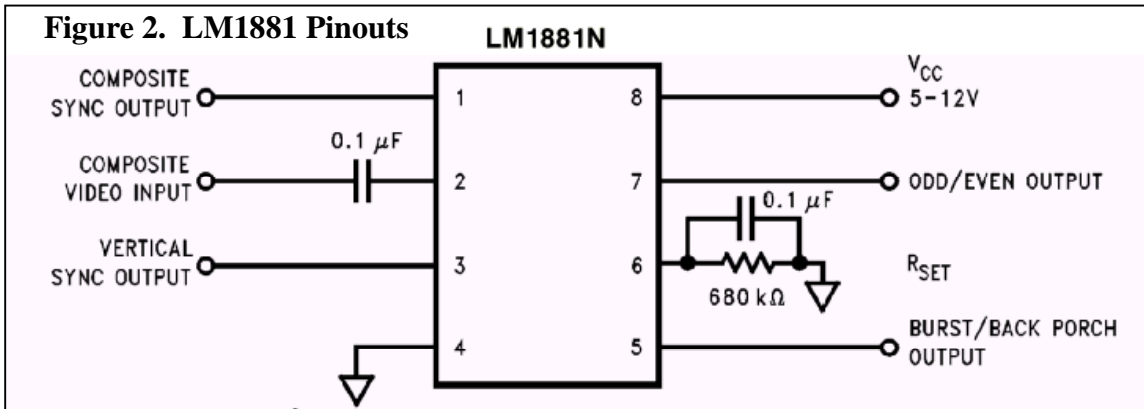 Figure 2. LM1881 Pinouts
LM1881N
COMPOSITE
SYNC OUTPUT
1
8
VCC
5-12V
0.1 μF
COMPOSITE
VIDEO INPUT
2
7
ODD/EVEN OUTPUT
0.1 μF
VERTICAL
SYNC OUTPUT
3
6
680 kΩ
RSET
4
5
BURST/BACK PORCH
OUTPUT